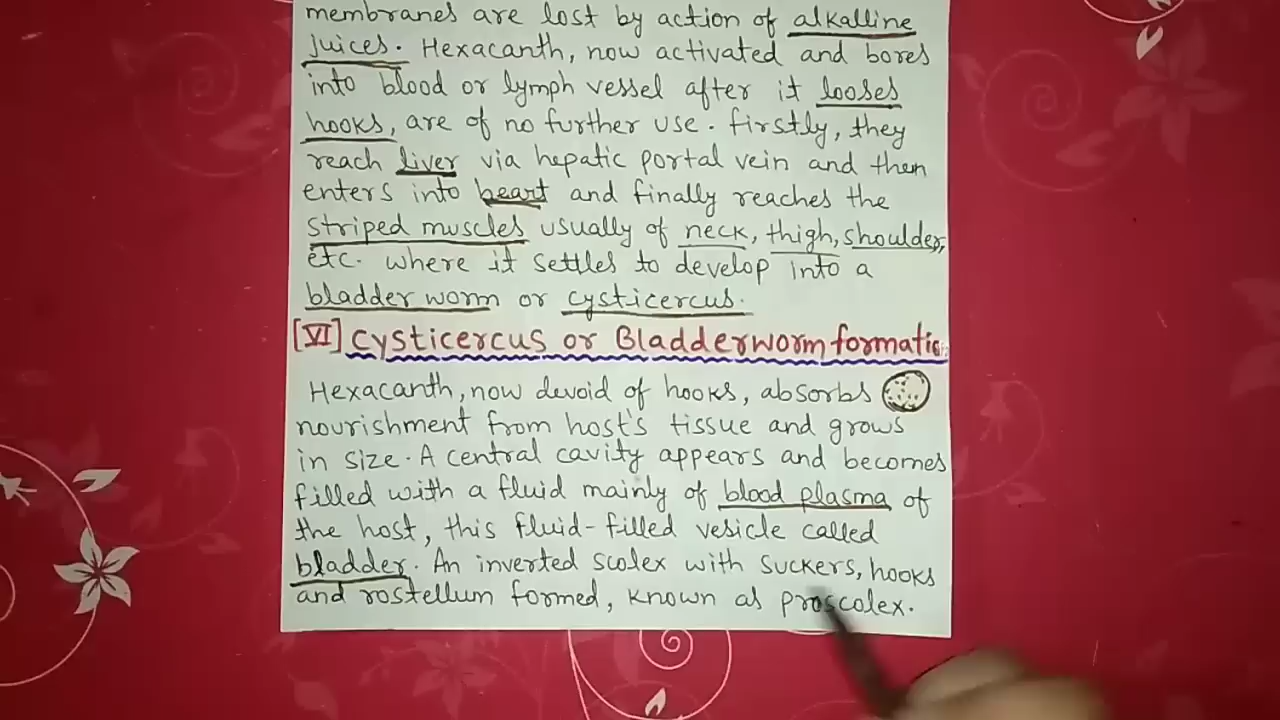 membranes are lost by action of alkalline
juices. Hexacanth, now activated and bores
into blood or lymph vessel after it looses
hooks, are of no further use. firstly, they
reach liver via hepatic portal vein and then
enters into heart and finally reaches the
striped muscles usually of neck, thigh, shoulder,
etc. where it settles to develop into a
bladder worm or cysticercus.
[VI] Cysticercus or Bladderworm formatio
Hexacanth, now devoid of hooks, absorbs
nourishment from host's tissue and grows
in size. A central cavity appears and becomes
filled with a fluid mainly of blood plasma of
the host, this fluid-filled vesicle called
bladder. An inverted scolex with suckers, hooks
and rostellum formed, known as proscolex.